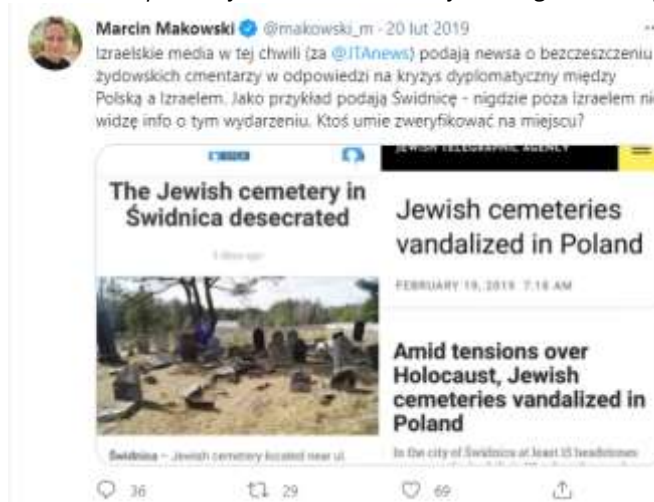 Marcin Makowski @makowski_m · 20 lut 2019
Izraelskie media w tej chwili (za @JTAnews) podają newsa o bezczeszczeniu
żydowskich cmentarzy w odpowiedzi na kryzys dyplomatyczny między
Polską a Izraelem. Jako przykład podają Świdnicę – nigdzie poza Izraelem ni
widzę info o tym wydarzeniu. Ktoś umie zweryfikować na miejscu?
The Jewish cemetery in
Świdnica desecrated
Świdnica – Jewish cemetery located near ul.
JEWISH TELEGRAPHIC AGENCY
Jewish cemeteries
vandalized in Poland
FEBRUARY 19, 2019 7:18 AM
Amid tensions over
Holocaust, Jewish
cemeteries vandalized in
Poland
In the city of Swidnica at least 15 headstones
36
29
69